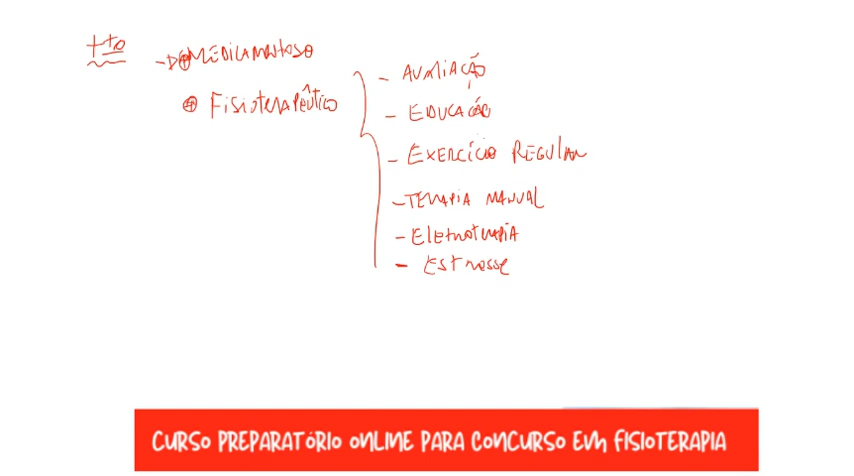 tto
- Medicamentoso
Fisioterapêutico
- Avaliação
- Educação
- Exercício Regular
- Terapia Manual
- Eletroterapia
- Estresse
CURSO PREPARATÓRIO ONLINE PARA CONCURSO EM FISIOTERAPIA